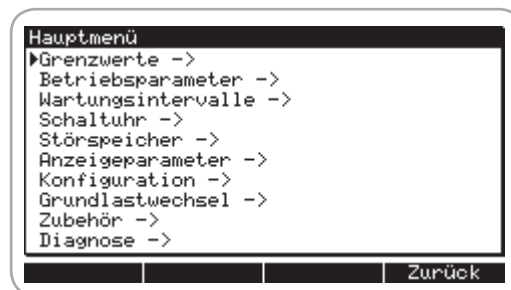 Hauptmenü
▶Grenzwerte ->
Betriebsparameter ->
Wartungsintervalle ->
Schaltuhr ->
Störspeicher ->
Anzeigeparameter ->
Konfiguration ->
Grundlastwechsel ->
Zubehör ->
Diagnose ->
Zurück